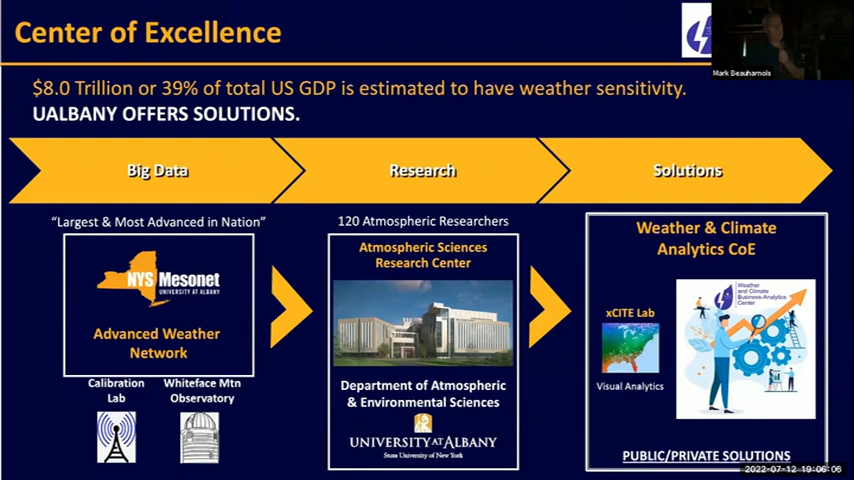 Center of Excellence
Mark Beauharnois
$8.0 Trillion or 39% of total US GDP is estimated to have weather sensitivity.
UALBANY OFFERS SOLUTIONS.
Big Data
Research
Solutions
"Largest & Most Advanced in Nation"
NYS Mesonet
UNIVERSITY AT ALBANY
Advanced Weather
Network
Calibration
Lab
Whiteface Mtn
Observatory
120 Atmospheric Researchers
Atmospheric Sciences
Research Center
Department of Atmospheric
& Environmental Sciences
UNIVERSITY AT ALBANY
State University of New York
Weather & Climate
Analytics CoE
xCITE Lab
Visual Analytics
Weather
and Climate
Business-Analytics
Center
PUBLIC/PRIVATE SOLUTIONS
2022-07-12 19:06:06